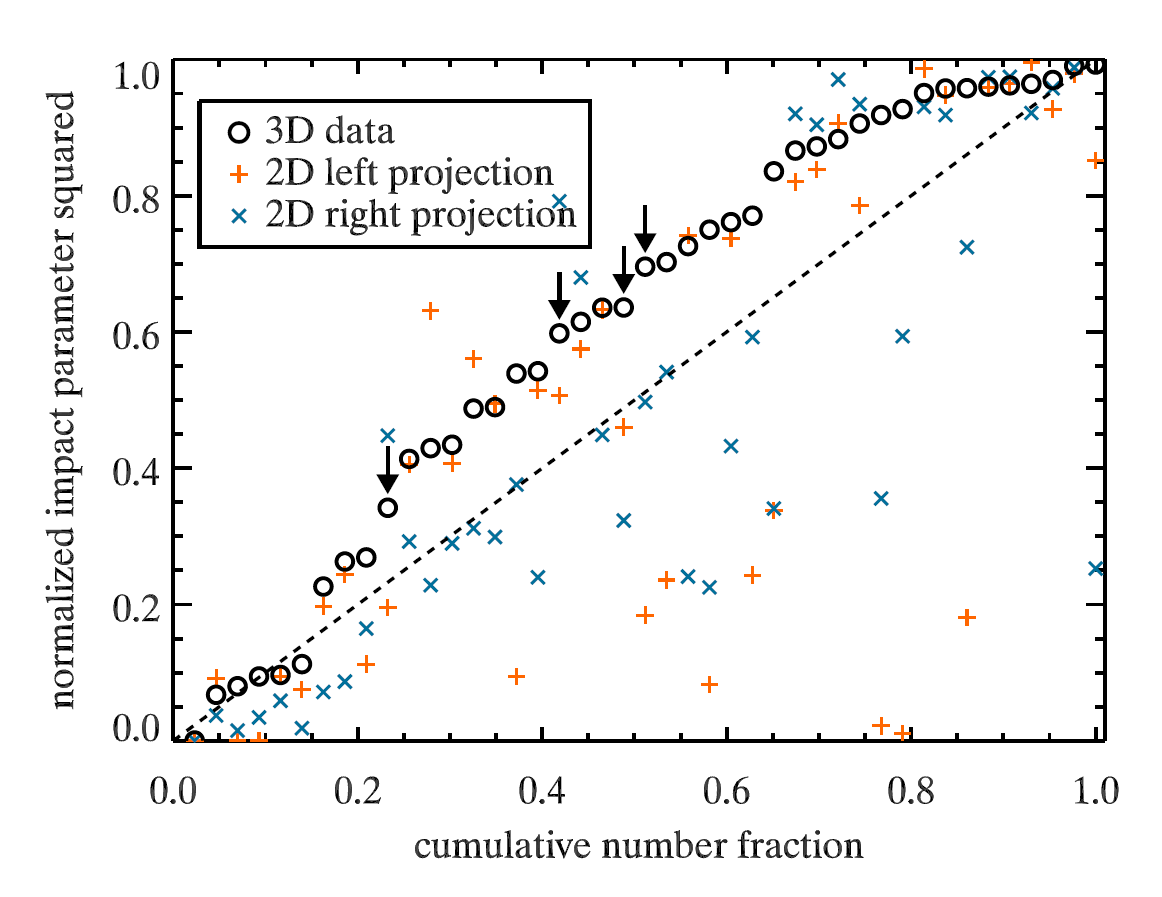 normalized impact parameter squared
1.0
0.8
0.6
0.4
0.2
0.0
3D data
2D left projection
2D right projection
0.0 0.2 0.4 0.6 0.8 1.0
cumulative number fraction